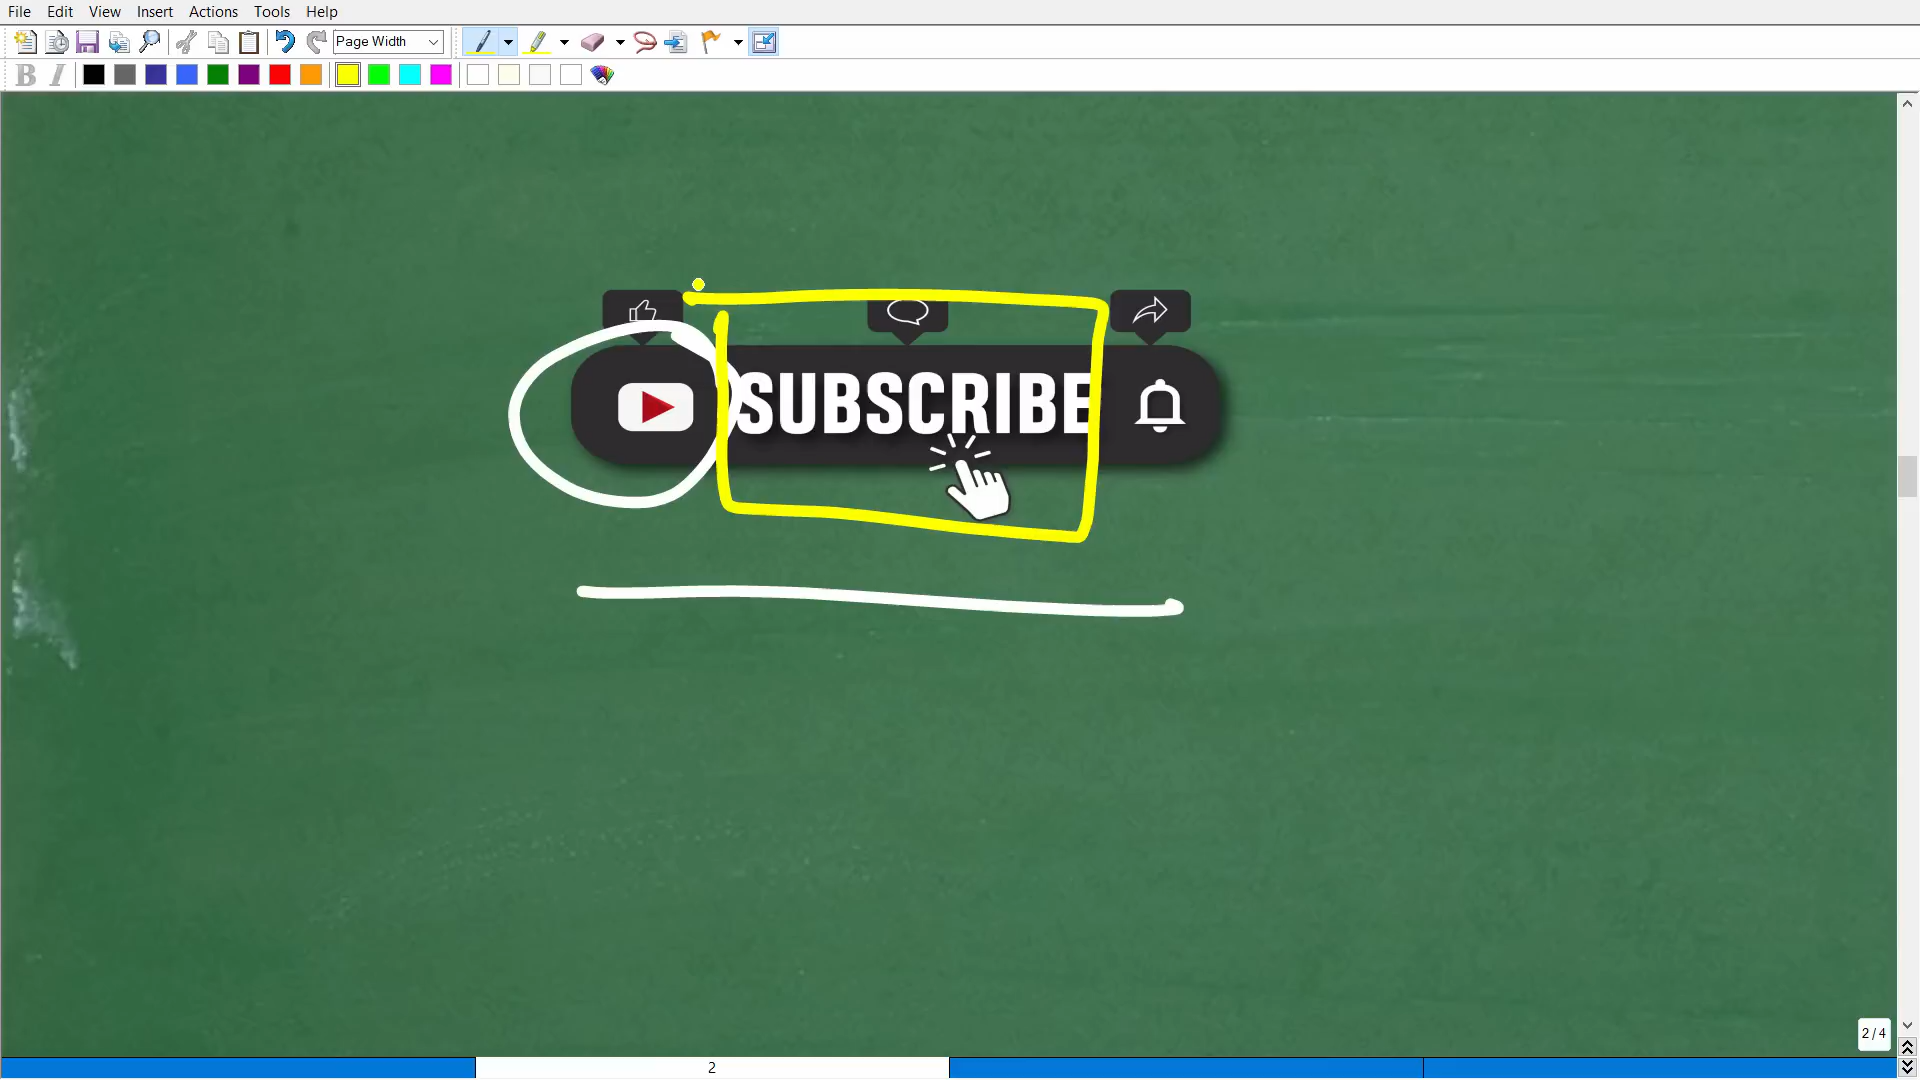 File Edit View Insert Actions Tools Help
Page Width
B I
SUBSCRIBE
2 / 4
2